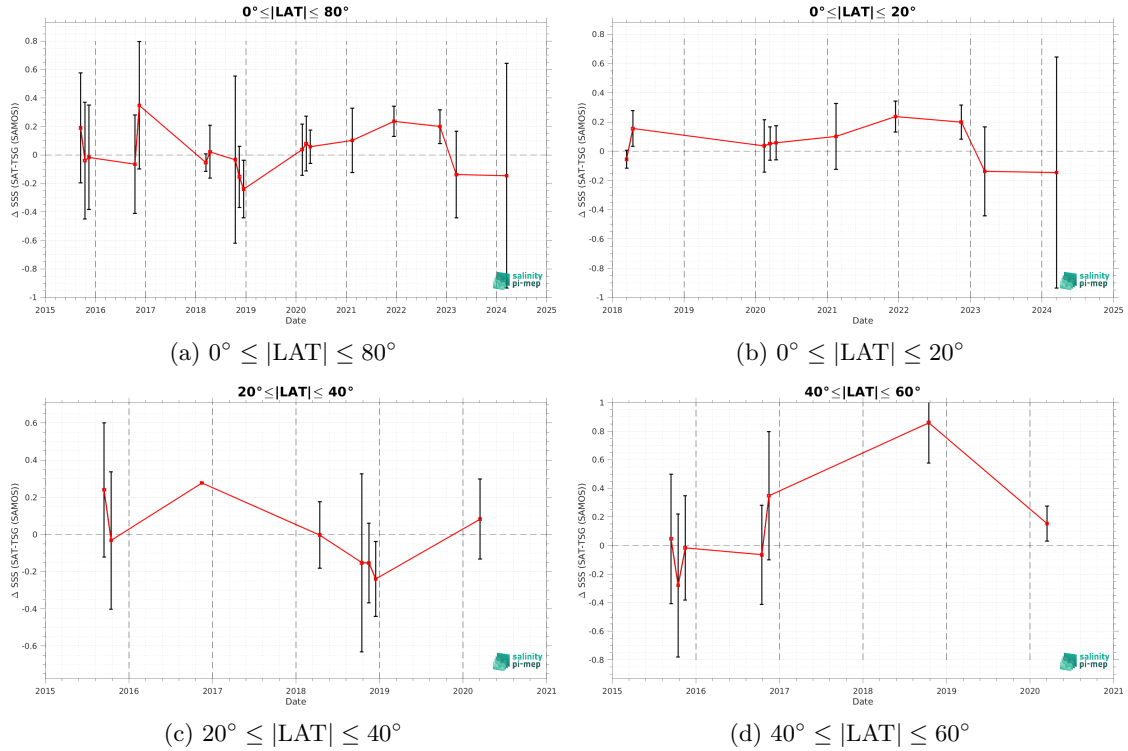 0°≤|LAT|≤ 80°
Δ SSS (SAT-TSG (SAMOS))
0.8
0.6
0.4
0.2
0
-0.2
-0.4
-0.6
-0.8
-1
2015 2016 2017 2018 2019 2020 2021 2022 2023 2024 2025
Date
salinity
pi-mep
(a) 0° ≤ |LAT| ≤ 80°
0°≤|LAT|≤ 20°
Δ SSS (SAT-TSG (SAMOS))
0.8
0.6
0.4
0.2
0
-0.2
-0.4
-0.6
-0.8
-1
2018 2019 2020 2021 2022 2023 2024 2025
Date
salinity
pi-mep
(b) 0° ≤ |LAT| ≤ 20°
20°≤|LAT|≤ 40°
Δ SSS (SAT-TSG (SAMOS))
0.6
0.4
0.2
0
-0.2
-0.4
-0.6
2015 2016 2017 2018 2019 2020 2021
Date
salinity
pi-mep
(c) 20° ≤ |LAT| ≤ 40°
40°≤|LAT|≤ 60°
Δ SSS (SAT-TSG (SAMOS))
1
0.8
0.6
0.4
0.2
0
-0.2
-0.4
-0.6
-0.8
2015 2016 2017 2018 2019 2020 2021
Date
salinity
pi-mep
(d) 40° ≤ |LAT| ≤ 60°